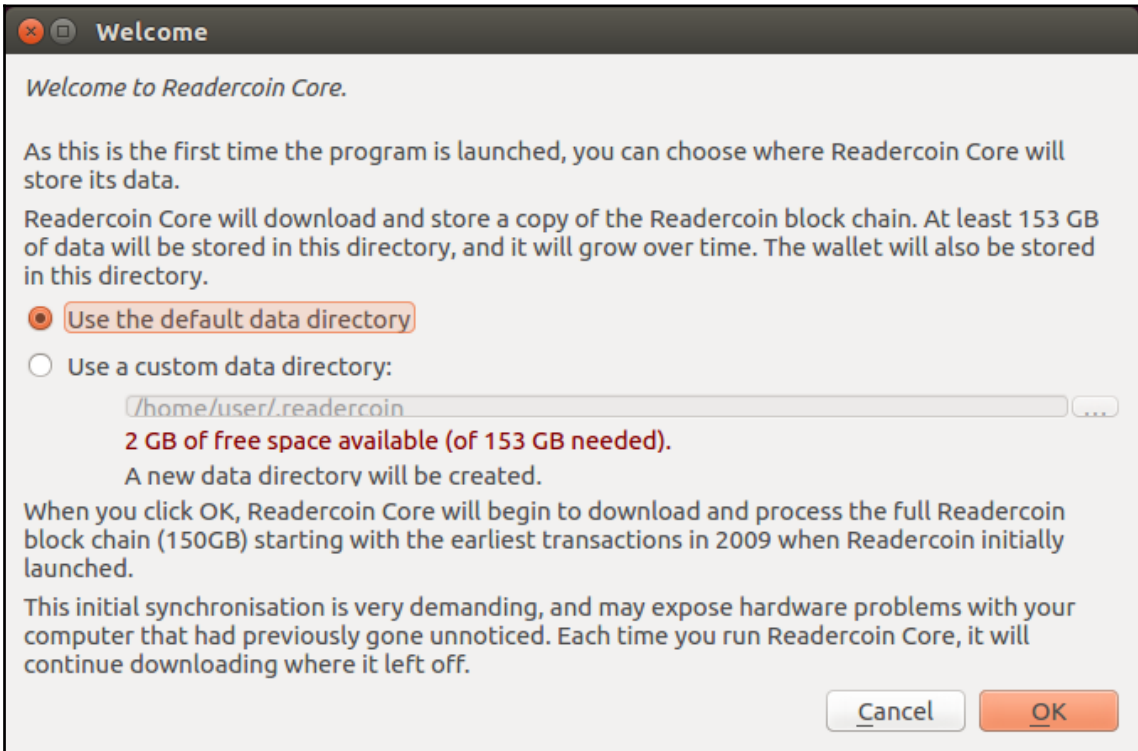 Welcome
Welcome to Readercoin Core.
As this is the first time the program is launched, you can choose where Readercoin Core will
store its data.
Readercoin Core will download and store a copy of the Readercoin block chain. At least 153 GB
of data will be stored in this directory, and it will grow over time. The wallet will also be stored
in this directory.
Use the default data directory
Use a custom data directory:
/home/user/.readercoin
...
2 GB of free space available (of 153 GB needed).
A new data directory will be created.
When you click OK, Readercoin Core will begin to download and process the full Readercoin
block chain (150GB) starting with the earliest transactions in 2009 when Readercoin initially
launched.
This initial synchronisation is very demanding, and may expose hardware problems with your
computer that had previously gone unnoticed. Each time you run Readercoin Core, it will
continue downloading where it left off.
Cancel
OK